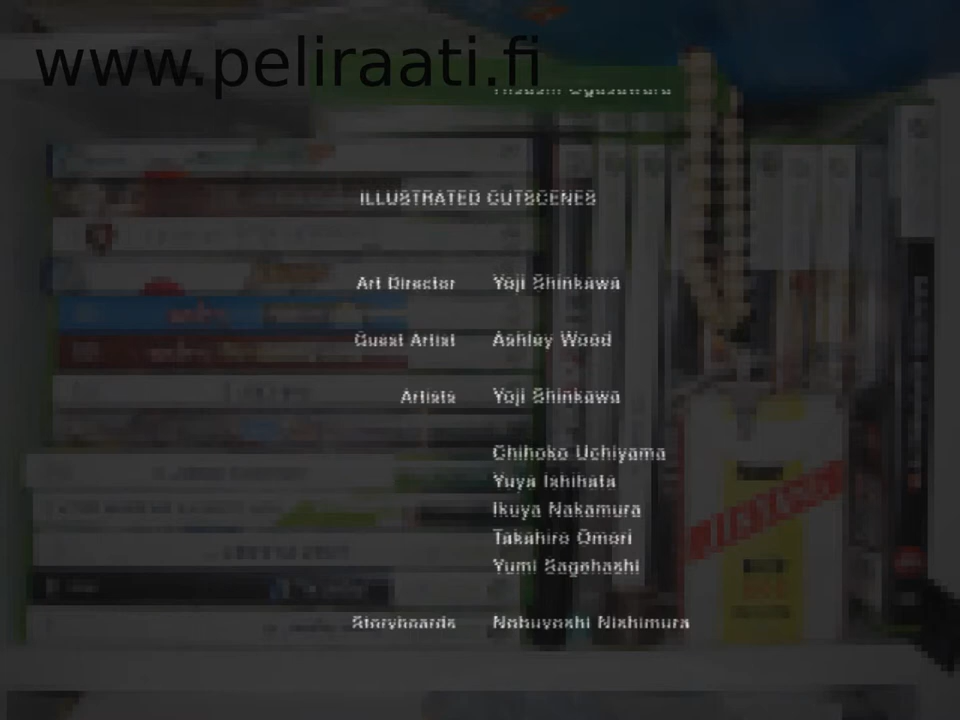 www.peliraati.fi
ILLUSTRATED CUTSCENES
Art Director Yoji Shinkawa
Guest Artist Ashley Wood
Artists Yoji Shinkawa
Chihoko Uchiyama
Yuya Ishihata
Ikuya Nakamura
Takahiro Omori
Yumi Sagehashi
Storyboards Nobuyoshi Nishimura